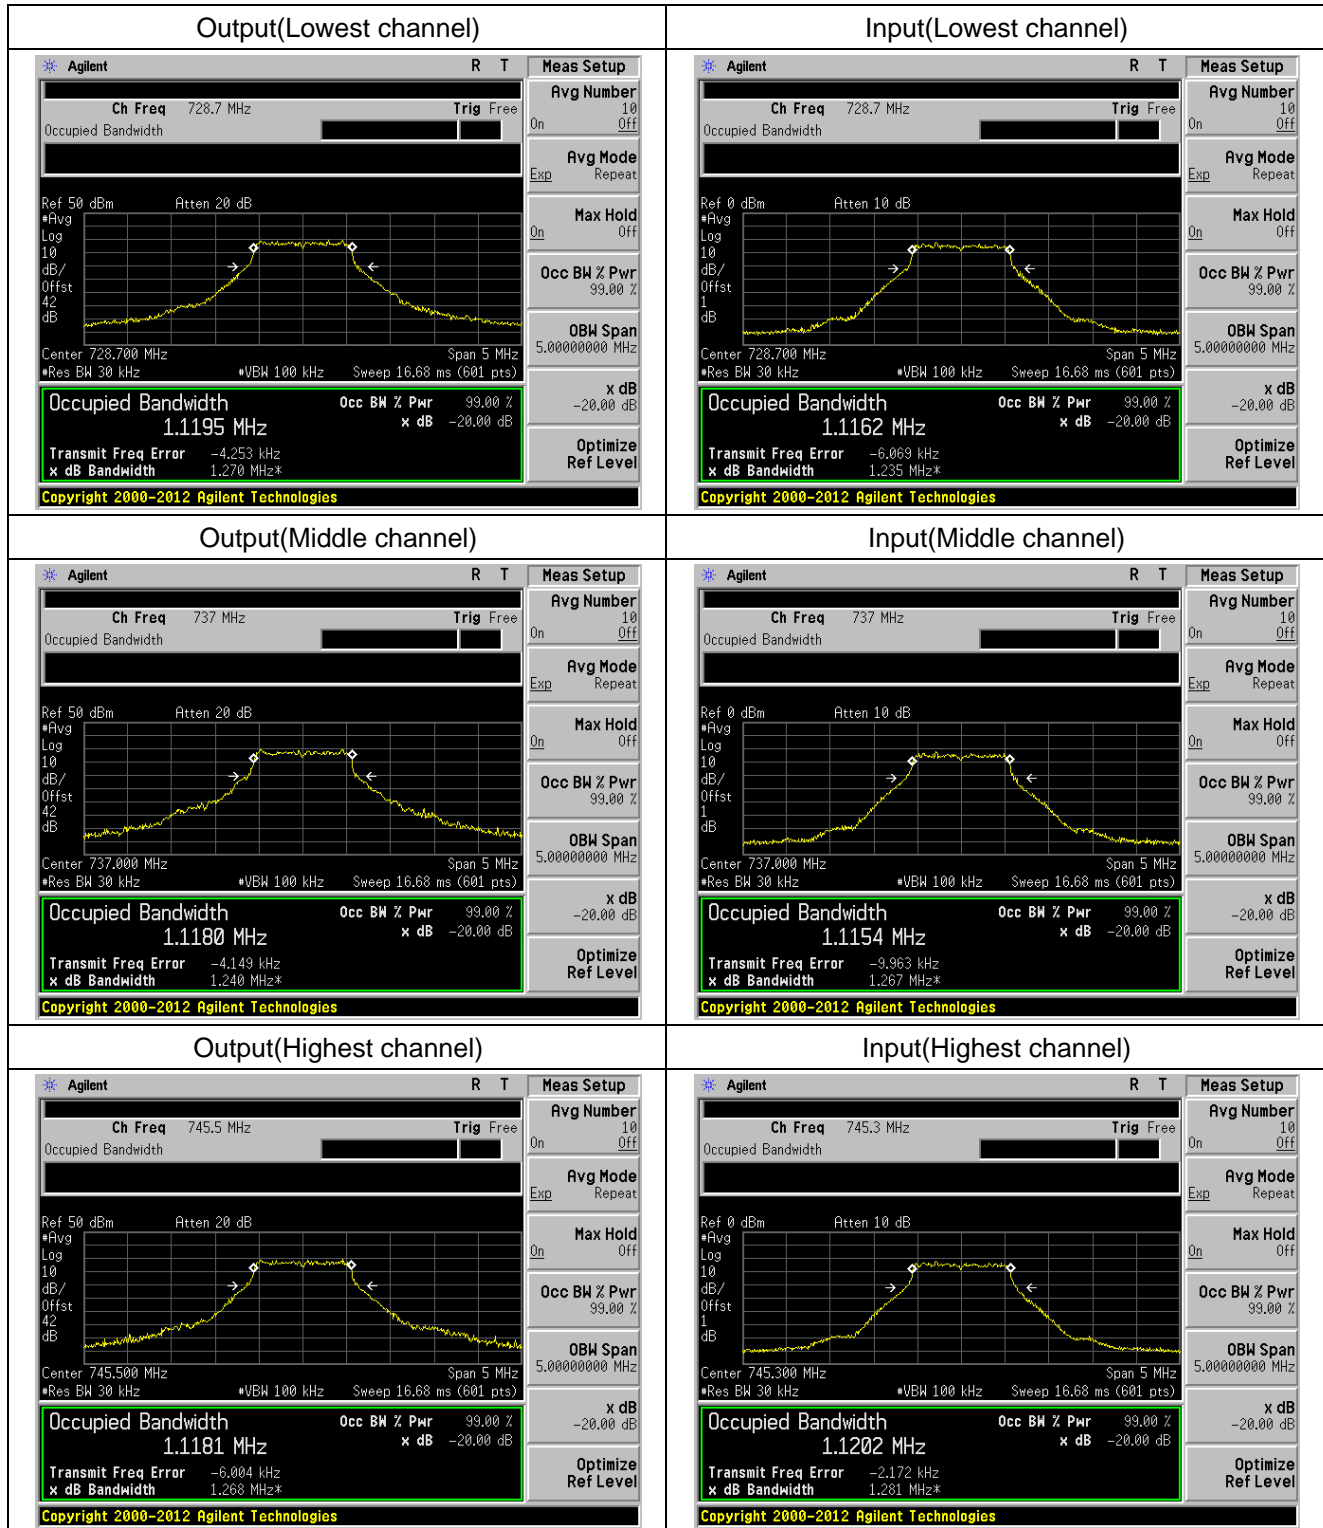 Output(Lowest channel)
Agilent R T
Ch Freq 728.7 MHz Trig Free
Occupied Bandwidth
Ref 50 dBm Atten 20 dB
#Avg
Log
10
dB/
Offst
42
dB
Center 728.700 MHz Span 5 MHz
#Res BW 30 kHz #VBW 100 kHz Sweep 16.68 ms (601 pts)
Occupied Bandwidth Occ BW % Pwr 99.00 %
1.1195 MHz x dB -20.00 dB
Transmit Freq Error -4.253 kHz
x dB Bandwidth 1.270 MHz*
Copyright 2000-2012 Agilent Technologies
Meas Setup
Avg Number
10
On Off
Avg Mode
Exp Repeat
Max Hold
On Off
Occ BW % Pwr
99.00 %
OBW Span
5.00000000 MHz
x dB
-20.00 dB
Optimize
Ref Level
Input(Lowest channel)
Agilent R T
Ch Freq 728.7 MHz Trig Free
Occupied Bandwidth
Ref 0 dBm Atten 10 dB
#Avg
Log
10
dB/
Offst
1
dB
Center 728.700 MHz Span 5 MHz
#Res BW 30 kHz #VBW 100 kHz Sweep 16.68 ms (601 pts)
Occupied Bandwidth Occ BW % Pwr 99.00 %
1.1162 MHz x dB -20.00 dB
Transmit Freq Error -6.069 kHz
x dB Bandwidth 1.235 MHz*
Copyright 2000-2012 Agilent Technologies
Meas Setup
Avg Number
10
On Off
Avg Mode
Exp Repeat
Max Hold
On Off
Occ BW % Pwr
99.00 %
OBW Span
5.00000000 MHz
x dB
-20.00 dB
Optimize
Ref Level
Output(Middle channel)
Agilent R T
Ch Freq 737 MHz Trig Free
Occupied Bandwidth
Ref 50 dBm Atten 20 dB
#Avg
Log
10
dB/
Offst
42
dB
Center 737.000 MHz Span 5 MHz
#Res BW 30 kHz #VBW 100 kHz Sweep 16.68 ms (601 pts)
Occupied Bandwidth Occ BW % Pwr 99.00 %
1.1180 MHz x dB -20.00 dB
Transmit Freq Error -4.149 kHz
x dB Bandwidth 1.240 MHz*
Copyright 2000-2012 Agilent Technologies
Meas Setup
Avg Number
10
On Off
Avg Mode
Exp Repeat
Max Hold
On Off
Occ BW % Pwr
99.00 %
OBW Span
5.00000000 MHz
x dB
-20.00 dB
Optimize
Ref Level
Input(Middle channel)
Agilent R T
Ch Freq 737 MHz Trig Free
Occupied Bandwidth
Ref 0 dBm Atten 10 dB
#Avg
Log
10
dB/
Offst
1
dB
Center 737.000 MHz Span 5 MHz
#Res BW 30 kHz #VBW 100 kHz Sweep 16.68 ms (601 pts)
Occupied Bandwidth Occ BW % Pwr 99.00 %
1.1154 MHz x dB -20.00 dB
Transmit Freq Error -9.963 kHz
x dB Bandwidth 1.267 MHz*
Copyright 2000-2012 Agilent Technologies
Meas Setup
Avg Number
10
On Off
Avg Mode
Exp Repeat
Max Hold
On Off
Occ BW % Pwr
99.00 %
OBW Span
5.00000000 MHz
x dB
-20.00 dB
Optimize
Ref Level
Output(Highest channel)
Agilent R T
Ch Freq 745.5 MHz Trig Free
Occupied Bandwidth
Ref 50 dBm Atten 20 dB
#Avg
Log
10
dB/
Offst
42
dB
Center 745.500 MHz Span 5 MHz
#Res BW 30 kHz #VBW 100 kHz Sweep 16.68 ms (601 pts)
Occupied Bandwidth Occ BW % Pwr 99.00 %
1.1181 MHz x dB -20.00 dB
Transmit Freq Error -6.004 kHz
x dB Bandwidth 1.268 MHz*
Copyright 2000-2012 Agilent Technologies
Meas Setup
Avg Number
10
On Off
Avg Mode
Exp Repeat
Max Hold
On Off
Occ BW % Pwr
99.00 %
OBW Span
5.00000000 MHz
x dB
-20.00 dB
Optimize
Ref Level
Input(Highest channel)
Agilent R T
Ch Freq 745.3 MHz Trig Free
Occupied Bandwidth
Ref 0 dBm Atten 10 dB
#Avg
Log
10
dB/
Offst
1
dB
Center 745.300 MHz Span 5 MHz
#Res BW 30 kHz #VBW 100 kHz Sweep 16.68 ms (601 pts)
Occupied Bandwidth Occ BW % Pwr 99.00 %
1.1202 MHz x dB -20.00 dB
Transmit Freq Error -2.172 kHz
x dB Bandwidth 1.281 MHz*
Copyright 2000-2012 Agilent Technologies
Meas Setup
Avg Number
10
On Off
Avg Mode
Exp Repeat
Max Hold
On Off
Occ BW % Pwr
99.00 %
OBW Span
5.00000000 MHz
x dB
-20.00 dB
Optimize
Ref Level